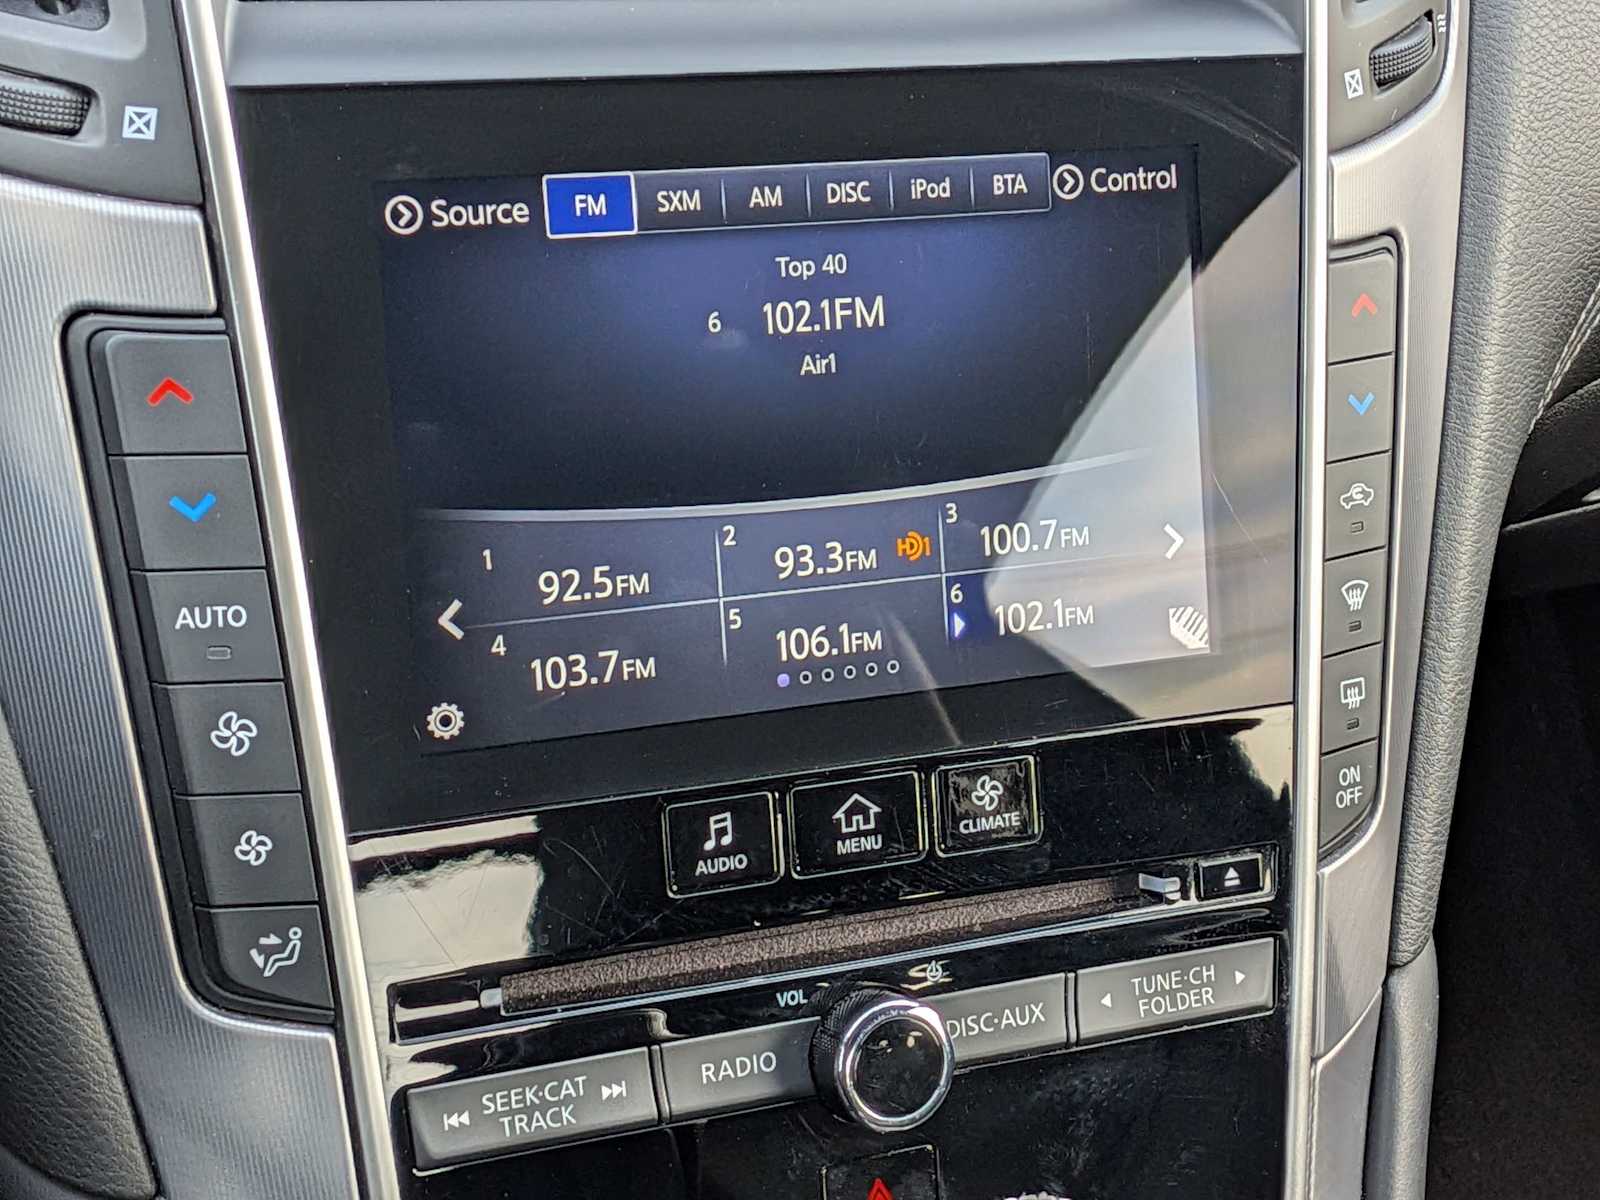 Source FM SXM AM DISC iPod BTA Control
Top 40
6 102.1FM
Air1
1 92.5FM
2 93.3FM HD1
3 100.7FM
4 103.7FM
5 106.1FM
6 102.1FM
AUTO
ON
OFF
AUDIO
MENU
CLIMATE
VOL
SEEK·CAT
TRACK
RADIO
DISC·AUX
TUNE·CH
FOLDER